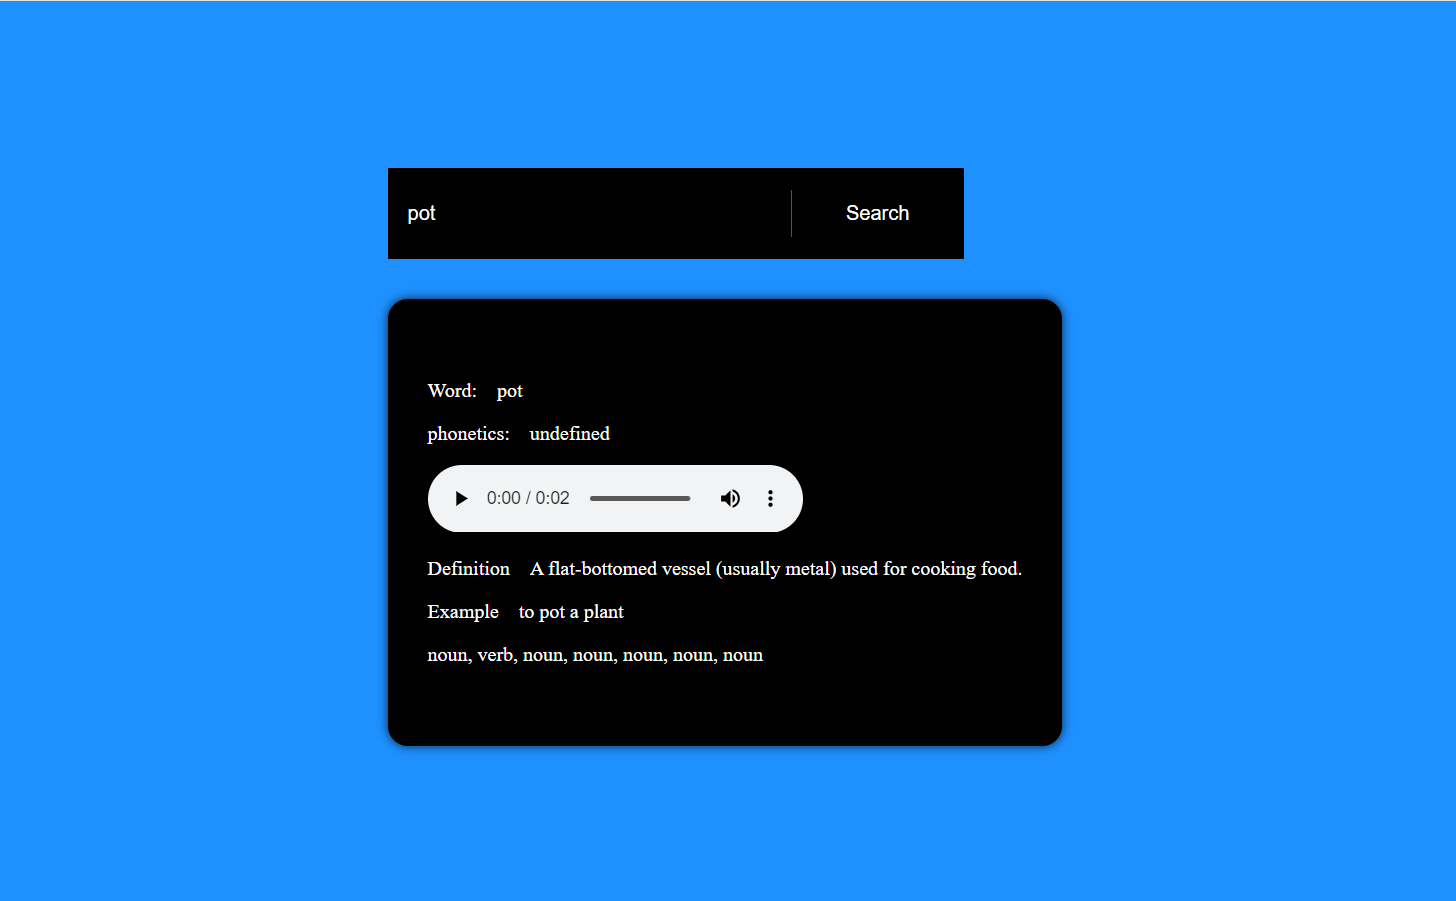 pot Search
Word: pot
phonetics: undefined
0:00 / 0:02
Definition A flat-bottomed vessel (usually metal) used for cooking food.
Example to pot a plant
noun, verb, noun, noun, noun, noun, noun